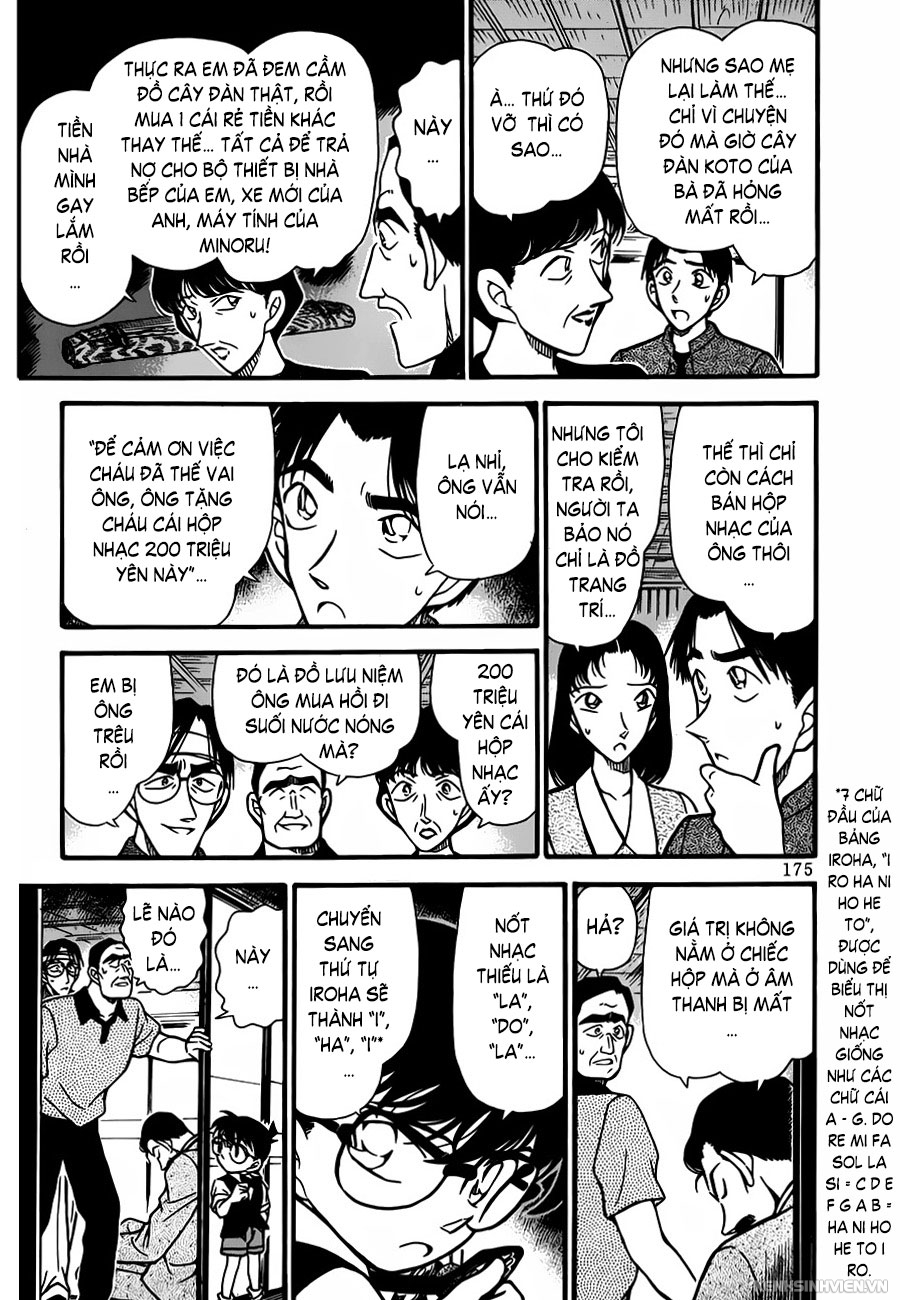 NHƯNG SAO MẸ
LẠI LÀM THẾ...
CHỈ VÌ CHUYỆN
ĐÓ MÀ GIỜ CÂY
ĐÀN KOTO CỦA
BÀ ĐÃ HỎNG
MẤT RỒI...
À... THỨ ĐÓ
VỠ THÌ CÓ
SAO...
NÀY
...
THỰC RA EM ĐÃ ĐEM CẦM
ĐỒ CÂY ĐÀN THẬT, RỒI
MUA 1 CÁI RẺ TIỀN KHÁC
THAY THẾ... TẤT CẢ ĐỂ TRẢ
NỢ CHO BỘ THIẾT BỊ NHÀ
BẾP CỦA EM, XE MỚI CỦA
ANH, MÁY TÍNH CỦA
MINORU!
TIỀN
NHÀ
MÌNH
GAY
LẮM
RỒI
...
THẾ THÌ CHỈ
CÒN CÁCH
BÁN HỘP
NHẠC CỦA
ÔNG THÔI
...
NHƯNG TÔI
CHO KIỂM
TRA RỒI,
NGƯỜI TA
BẢO NÓ
CHỈ LÀ ĐỒ
TRANG
TRÍ...
LẠ NHỈ,
ÔNG VẪN
NÓI...
"ĐỂ CẢM ƠN VIỆC
CHÁU ĐÃ THẾ VAI
ÔNG, ÔNG TẶNG
CHÁU CÁI HỘP
NHẠC 200 TRIỆU
YÊN NÀY"...
200
TRIỆU
YÊN CÁI
HỘP
NHẠC
ẤY?
ĐÓ LÀ ĐỒ LƯU NIỆM
ÔNG MUA HỒI ĐI
SUỐI NƯỚC NÓNG
MÀ?
EM BỊ
ÔNG
TRÊU
RỒI
...
175
GIÁ TRỊ KHÔNG
NẰM Ở CHIẾC
HỘP MÀ Ở ÂM
THANH BỊ MẤT
...
HẢ?
NỐT
NHẠC
THIẾU LÀ
"LA",
"DO",
"LA"...
CHUYỂN
SANG
THỨ TỰ
IROHA SẼ
THÀNH "I",
"HA", "I"*
...
NÀY
...
LẼ NÀO
ĐÓ
LÀ...
*7 CHỮ
ĐẦU CỦA
BẢNG
IROHA, "I
RO HA NI
HO HE
TO",
ĐƯỢC
DÙNG ĐỂ
BIỂU THỊ
NỐT
NHẠC
GIỐNG
NHƯ CÁC
CHỮ CÁI
A - G. DO
RE MI FA
SOL LA
SI = C D E
F G A B =
HA NI HO
HE TO I
RO.